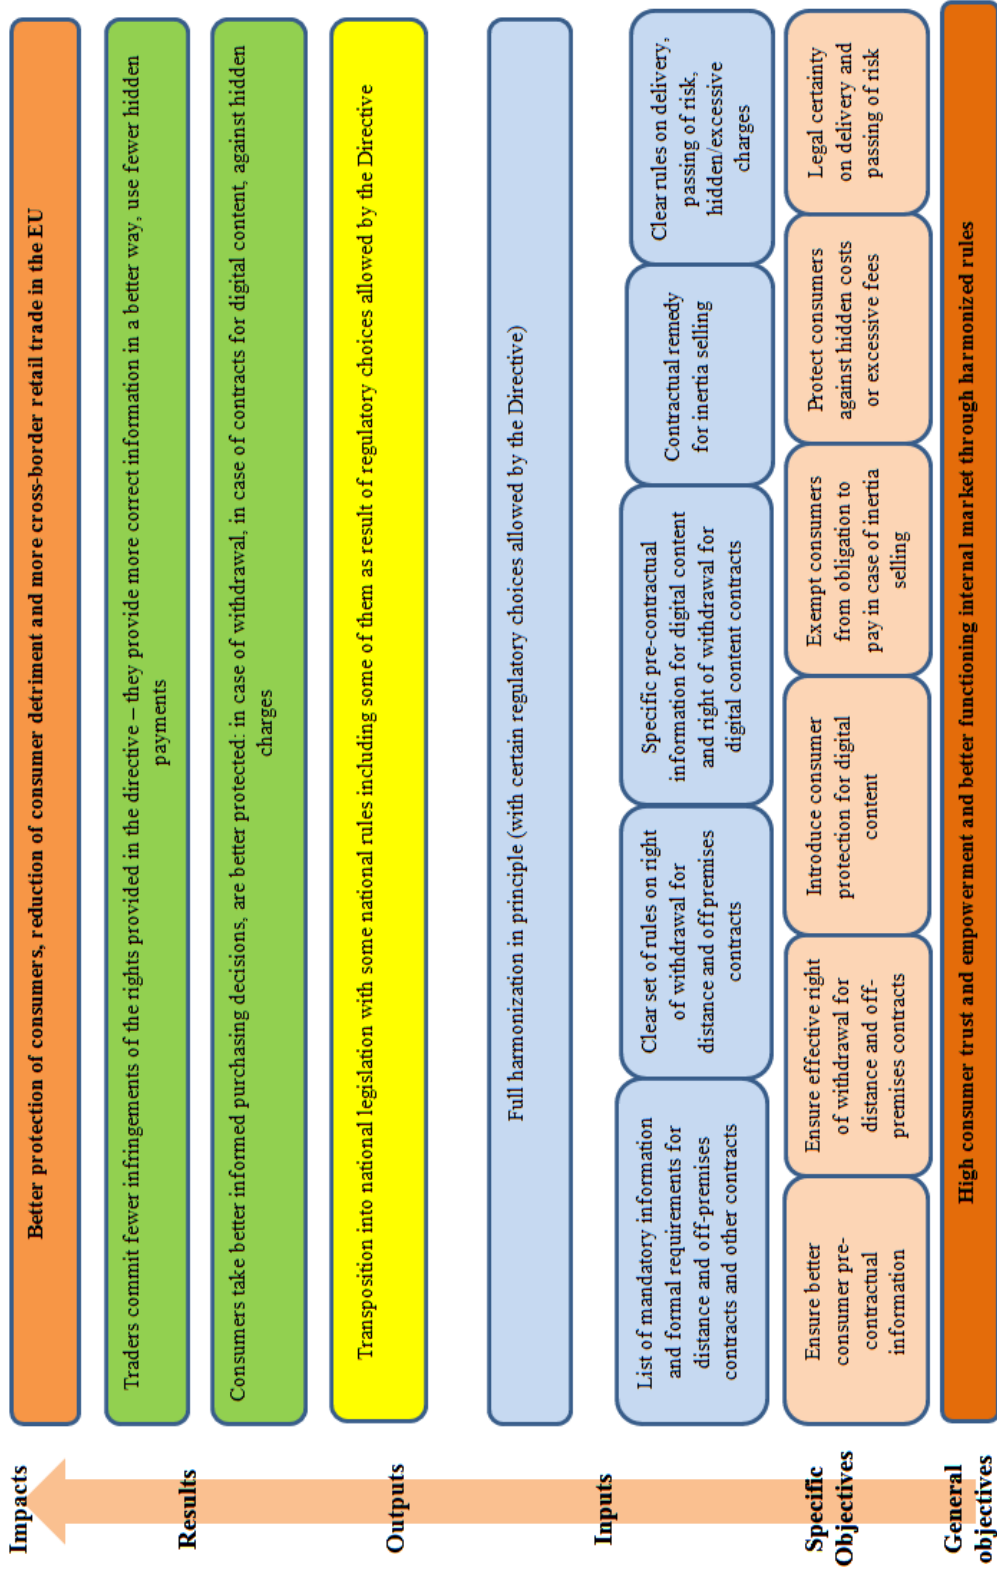 Impacts
Better protection of consumers, reduction of consumer detriment and more cross-border retail trade in the EU
Results
Traders commit fewer infringements of the rights provided in the directive – they provide more correct information in a better way, use fewer hidden
payments
Consumers take better informed purchasing decisions, are better protected: in case of withdrawal, in case of contracts for digital content, against hidden
charges
Outputs
Transposition into national legislation with some national rules including some of them as result of regulatory choices allowed by the Directive
Inputs
Full harmonization in principle (with certain regulatory choices allowed by the Directive)
List of mandatory information
and formal requirements for
distance and off-premises
contracts and other contracts
Clear set of rules on right
of withdrawal for
distance and off premises
contracts
Specific pre-contractual
information for digital content
and right of withdrawal for
digital content contracts
Contractual remedy
for inertia selling
Clear rules on delivery,
passing of risk,
hidden/excessive
charges
Specific
Objectives
Ensure better
consumer pre-
contractual
information
Ensure effective right
of withdrawal for
distance and off-
premises contracts
Introduce consumer
protection for digital
content
Exempt consumers
from obligation to
pay in case of inertia
selling
Protect consumers
against hidden costs
or excessive fees
Legal certainty
on delivery and
passing of risk
General
objectives
High consumer trust and empowerment and better functioning internal market through harmonized rules